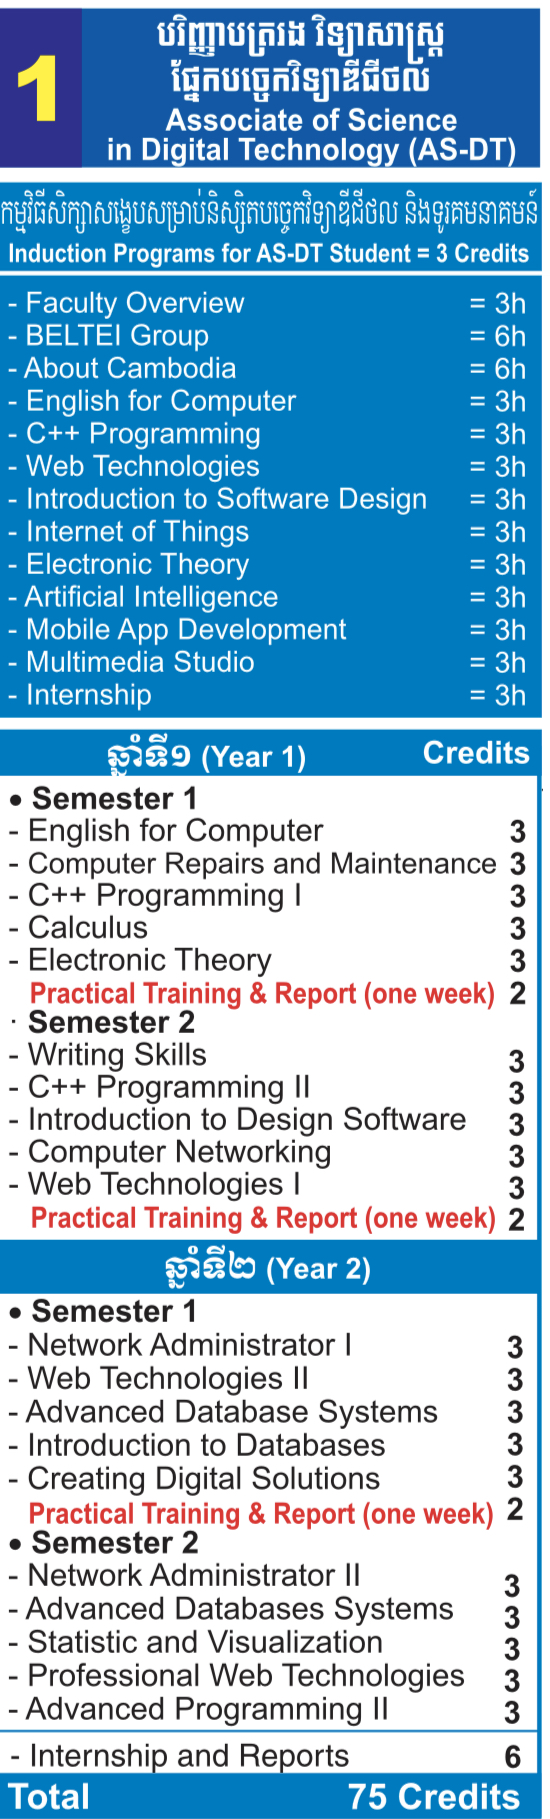 1
បរិញ្ញាបត្ររង វិទ្យាសាស្ត្រ
ផ្នែកបច្ចេកវិទ្យាឌីជីថល
Associate of Science
in Digital Technology (AS-DT)
កម្មវិធីសិក្សាសង្ខេបសម្រាប់និស្សិតបច្ចេកវិទ្យាឌីជីថល និងទូរគមនាគមន៍
Induction Programs for AS-DT Student = 3 Credits
- Faculty Overview = 3h
- BELTEI Group = 6h
- About Cambodia = 6h
- English for Computer = 3h
- C++ Programming = 3h
- Web Technologies = 3h
- Introduction to Software Design = 3h
- Internet of Things = 3h
- Electronic Theory = 3h
- Artificial Intelligence = 3h
- Mobile App Development = 3h
- Multimedia Studio = 3h
- Internship = 3h
ឆ្នាំទី១ (Year 1) Credits
• Semester 1
- English for Computer 3
- Computer Repairs and Maintenance 3
- C++ Programming I 3
- Calculus 3
- Electronic Theory 3
Practical Training & Report (one week) 2
· Semester 2
- Writing Skills 3
- C++ Programming II 3
- Introduction to Design Software 3
- Computer Networking 3
- Web Technologies I 3
Practical Training & Report (one week) 2
ឆ្នាំទី២ (Year 2)
• Semester 1
- Network Administrator I 3
- Web Technologies II 3
- Advanced Database Systems 3
- Introduction to Databases 3
- Creating Digital Solutions 3
Practical Training & Report (one week) 2
• Semester 2
- Network Administrator II 3
- Advanced Databases Systems 3
- Statistic and Visualization 3
- Professional Web Technologies 3
- Advanced Programming II 3
- Internship and Reports 6
Total 75 Credits